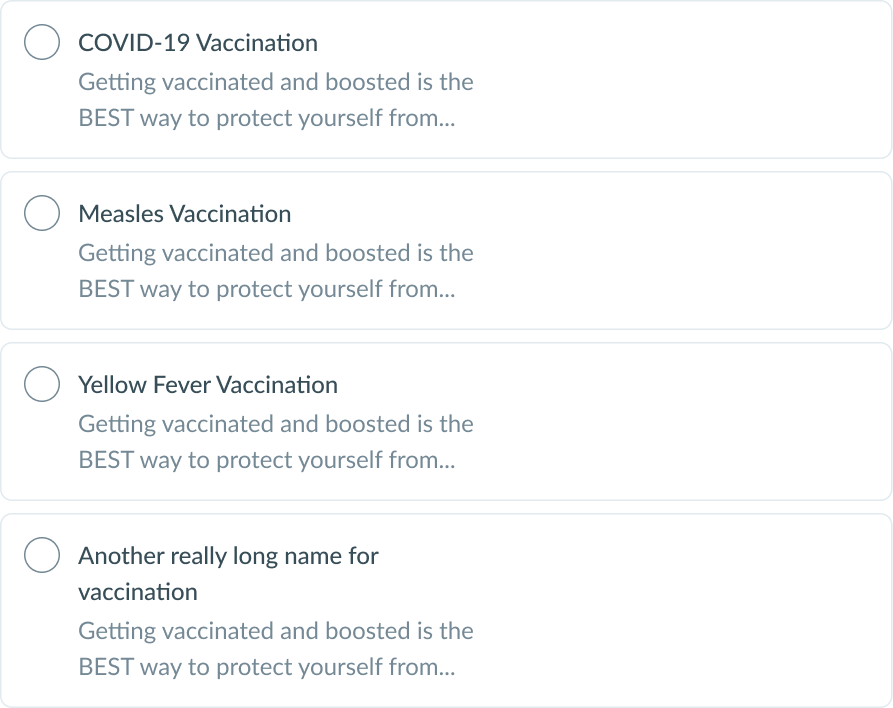 COVID-19 Vaccination
Getting vaccinated and boosted is the
BEST way to protect yourself from...
Measles Vaccination
Getting vaccinated and boosted is the
BEST way to protect yourself from...
Yellow Fever Vaccination
Getting vaccinated and boosted is the
BEST way to protect yourself from...
Another really long name for
vaccination
Getting vaccinated and boosted is the
BEST way to protect yourself from...